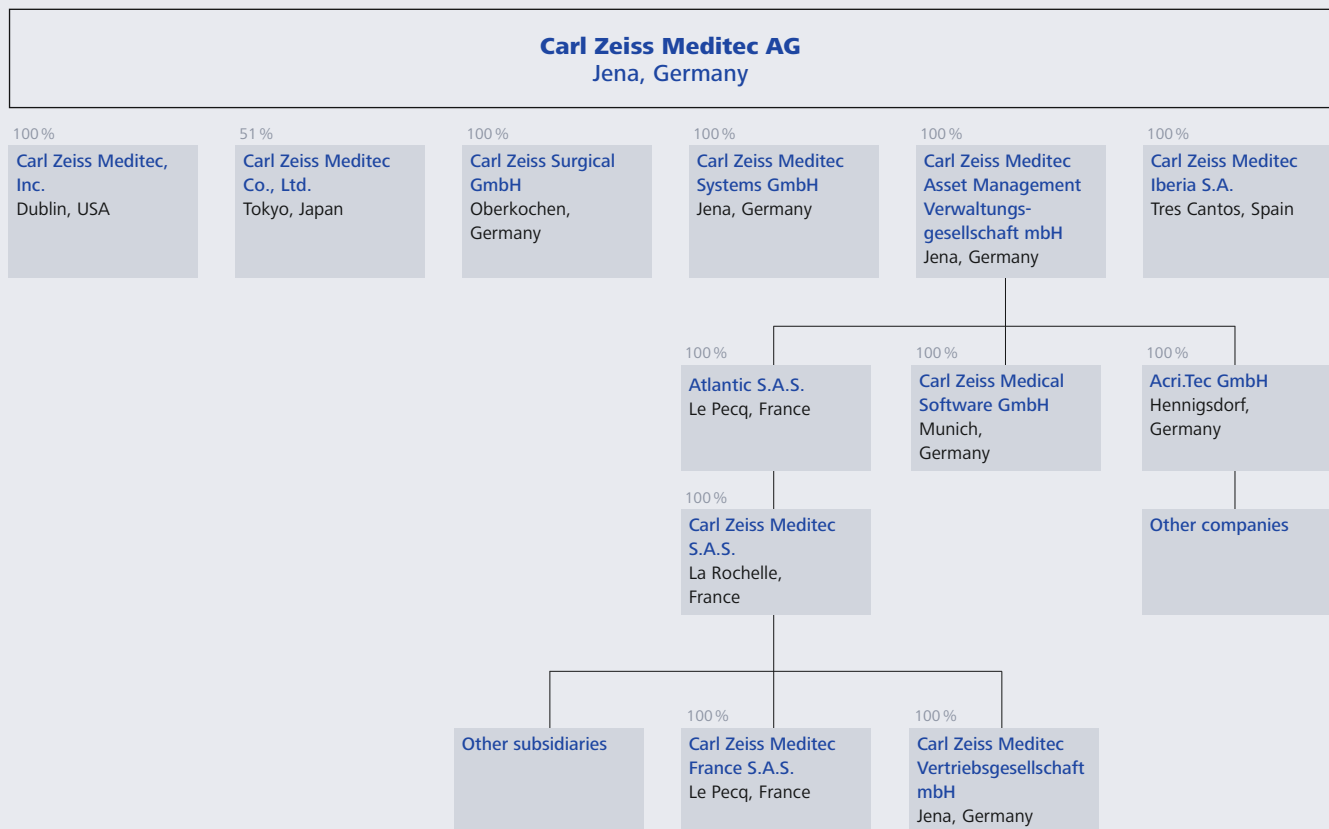 Carl Zeiss Meditec AG
Jena, Germany
100 %
Carl Zeiss Meditec,
Inc.
Dublin, USA
51 %
Carl Zeiss Meditec
Co., Ltd.
Tokyo, Japan
100 %
Carl Zeiss Surgical
GmbH
Oberkochen,
Germany
100 %
Carl Zeiss Meditec
Systems GmbH
Jena, Germany
100 %
Carl Zeiss Meditec
Asset Management
Verwaltungs-
gesellschaft mbH
Jena, Germany
100 %
Carl Zeiss Meditec
Iberia S.A.
Tres Cantos, Spain
100 %
Atlantic S.A.S.
Le Pecq, France
100 %
Carl Zeiss Medical
Software GmbH
Munich,
Germany
100 %
Acri.Tec GmbH
Hennigsdorf,
Germany
100 %
Carl Zeiss Meditec
S.A.S.
La Rochelle,
France
Other companies
Other subsidiaries
100 %
Carl Zeiss Meditec
France S.A.S.
Le Pecq, France
100 %
Carl Zeiss Meditec
Vertriebsgesellschaft
mbH
Jena, Germany